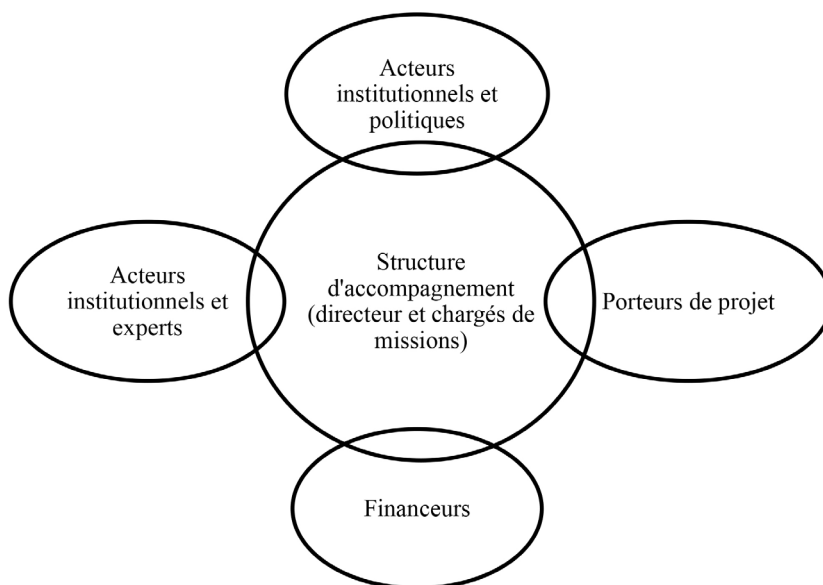 Acteurs
institutionnels et
politiques
Acteurs
institutionnels et
experts
Structure
d'accompagnement
(directeur et chargés de
missions)
Porteurs de projet
Financeurs